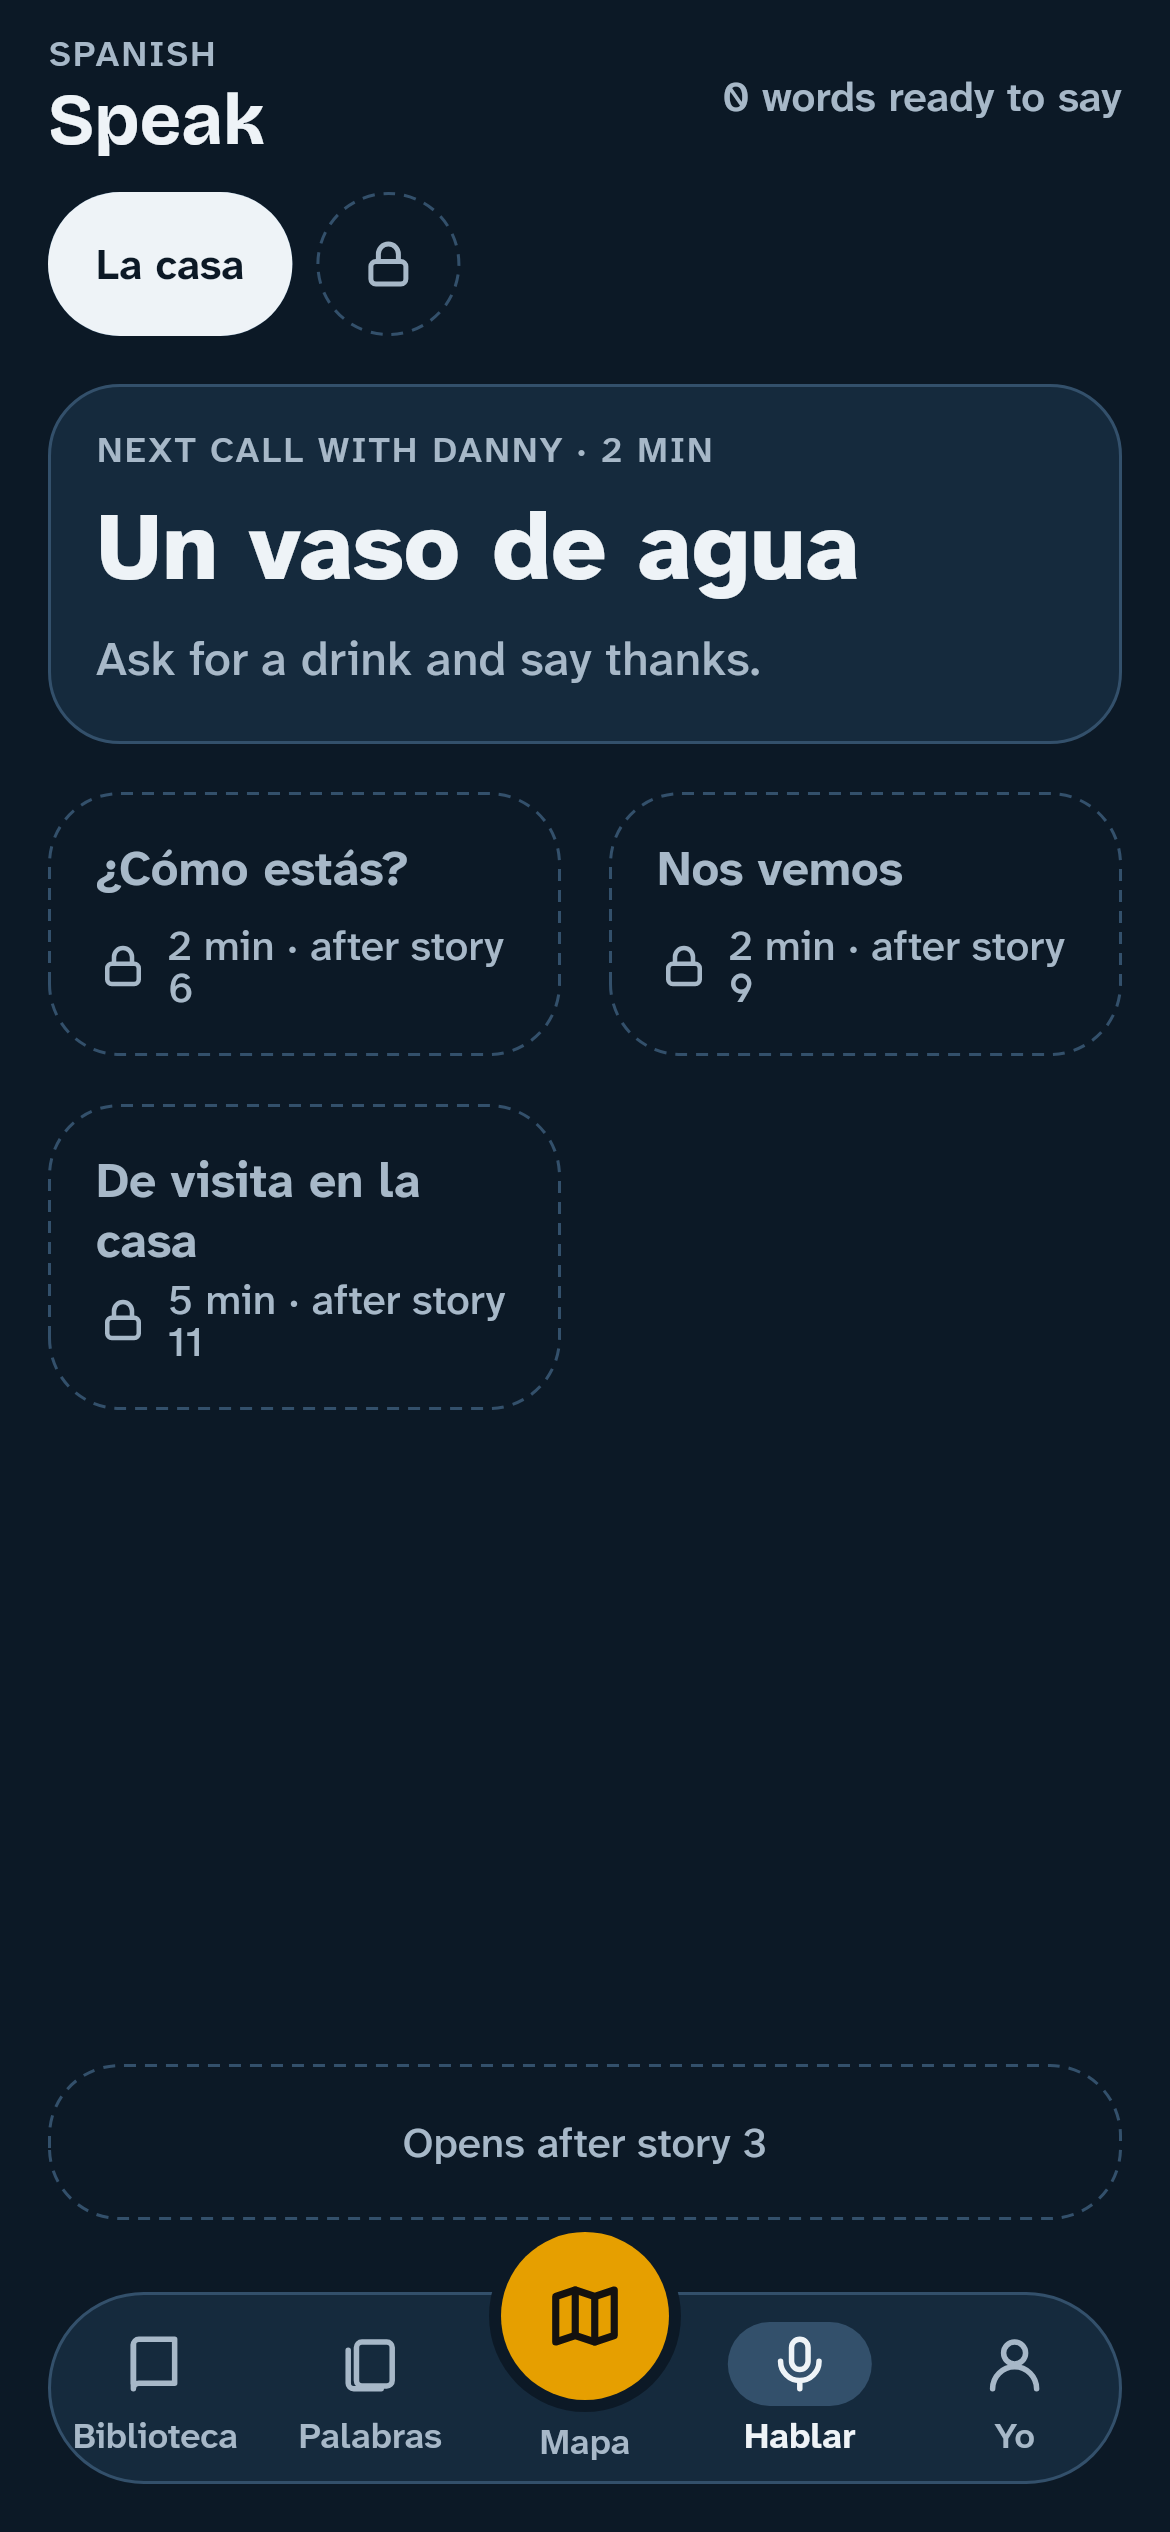 SPANISH
Speak
0 words ready to say
La casa
NEXT CALL WITH DANNY · 2 MIN
Un vaso de agua
Ask for a drink and say thanks.
¿Cómo estás?
2 min · after story
6
Nos vemos
2 min · after story
9
De visita en la
casa
5 min · after story
11
Opens after story 3
Biblioteca
Palabras
Mapa
Hablar
Yo